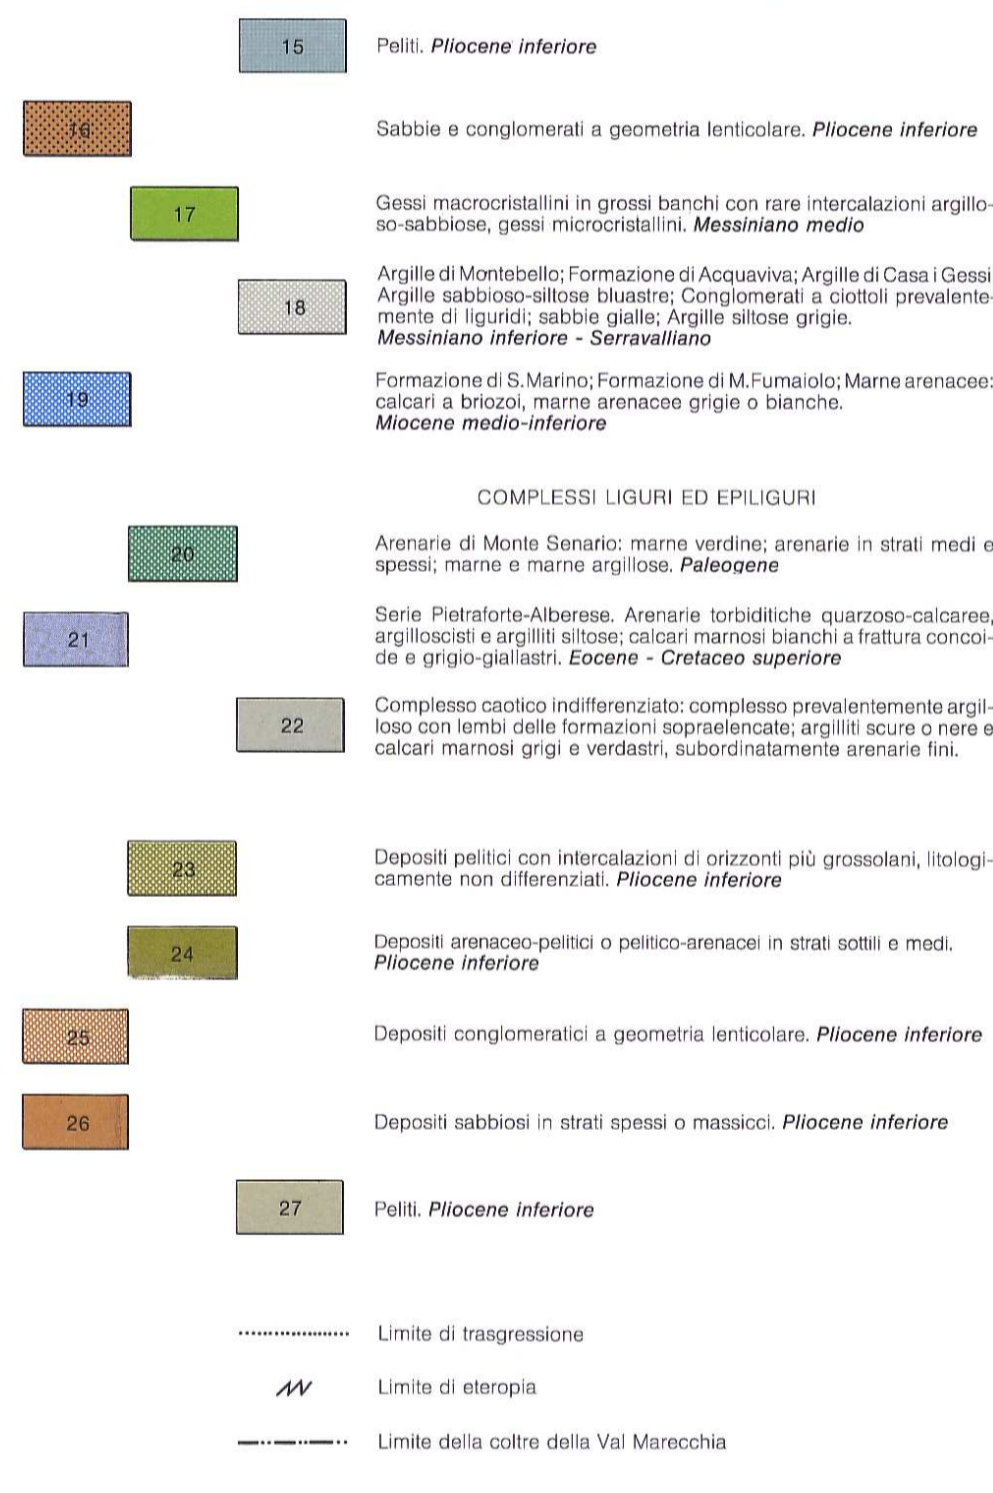 15 Peliti. Pliocene inferiore
16 Sabbie e conglomerati a geometria lenticolare. Pliocene inferiore
17 Gessi macrocristallini in grossi banchi con rare intercalazioni argillo-
so-sabbiose, gessi microcristallini. Messiniano medio
Argille di Montebello; Formazione di Acquaviva; Argille di Casa i Gessi
18 Argille sabbioso-siltose bluastre; Conglomerati a ciottoli prevalente-
mente di liguridi; sabbie gialle; Argille siltose grigie.
Messiniano inferiore - Serravalliano
19 Formazione di S.Marino; Formazione di M.Fumaiolo; Marne arenacee:
calcari a briozoi, marne arenacee grigie o bianche.
Miocene medio-inferiore
COMPLESSI LIGURI ED EPILIGURI
20 Arenarie di Monte Senario: marne verdine; arenarie in strati medi e
spessi; marne e marne argillose. Paleogene
Serie Pietraforte-Alberese. Arenarie torbiditiche quarzoso-calcaree,
21 argilloscisti e argilliti siltose; calcari marnosi bianchi a frattura concoi-
de e grigio-giallastri. Eocene - Cretaceo superiore
Complesso caotico indifferenziato: complesso prevalentemente argil-
22 loso con lembi delle formazioni sopraelencate; argilliti scure o nere e
calcari marnosi grigi e verdastri, subordinatamente arenarie fini.
23 Depositi pelitici con intercalazioni di orizzonti più grossolani, litologi-
camente non differenziati. Pliocene inferiore
24 Depositi arenaceo-pelitici o pelitico-arenacei in strati sottili e medi.
Pliocene inferiore
25 Depositi conglomeratici a geometria lenticolare. Pliocene inferiore
26 Depositi sabbiosi in strati spessi o massicci. Pliocene inferiore
27 Peliti. Pliocene inferiore
Limite di trasgressione
Limite di eteropia
Limite della coltre della Val Marecchia